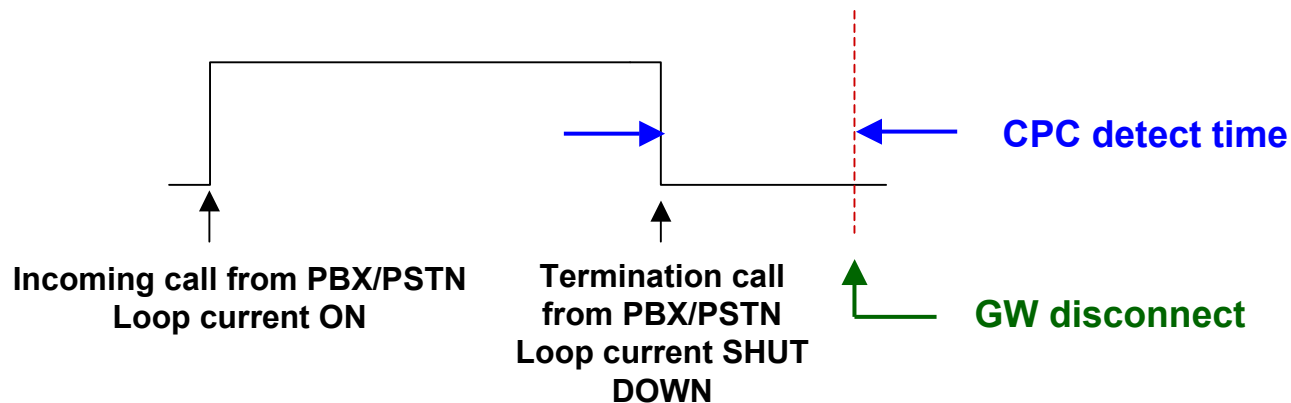 CPC detect time
Incoming call from PBX/PSTN
Loop current ON
Termination call
from PBX/PSTN
Loop current SHUT
DOWN
GW disconnect